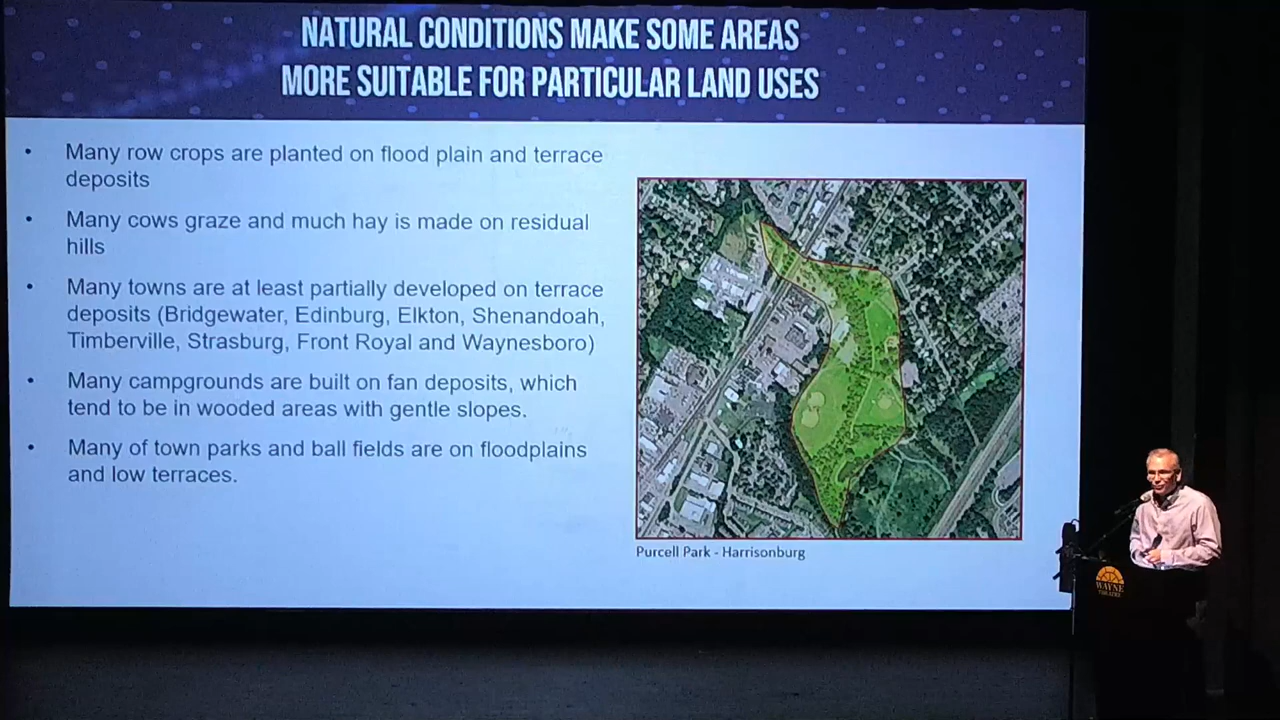 NATURAL CONDITIONS MAKE SOME AREAS
MORE SUITABLE FOR PARTICULAR LAND USES
• Many row crops are planted on flood plain and terrace
deposits
• Many cows graze and much hay is made on residual
hills
• Many towns are at least partially developed on terrace
deposits (Bridgewater, Edinburg, Elkton, Shenandoah,
Timberville, Strasburg, Front Royal and Waynesboro)
• Many campgrounds are built on fan deposits, which
tend to be in wooded areas with gentle slopes.
• Many of town parks and ball fields are on floodplains
and low terraces.
Purcell Park - Harrisonburg
WAYNE
THEATRE